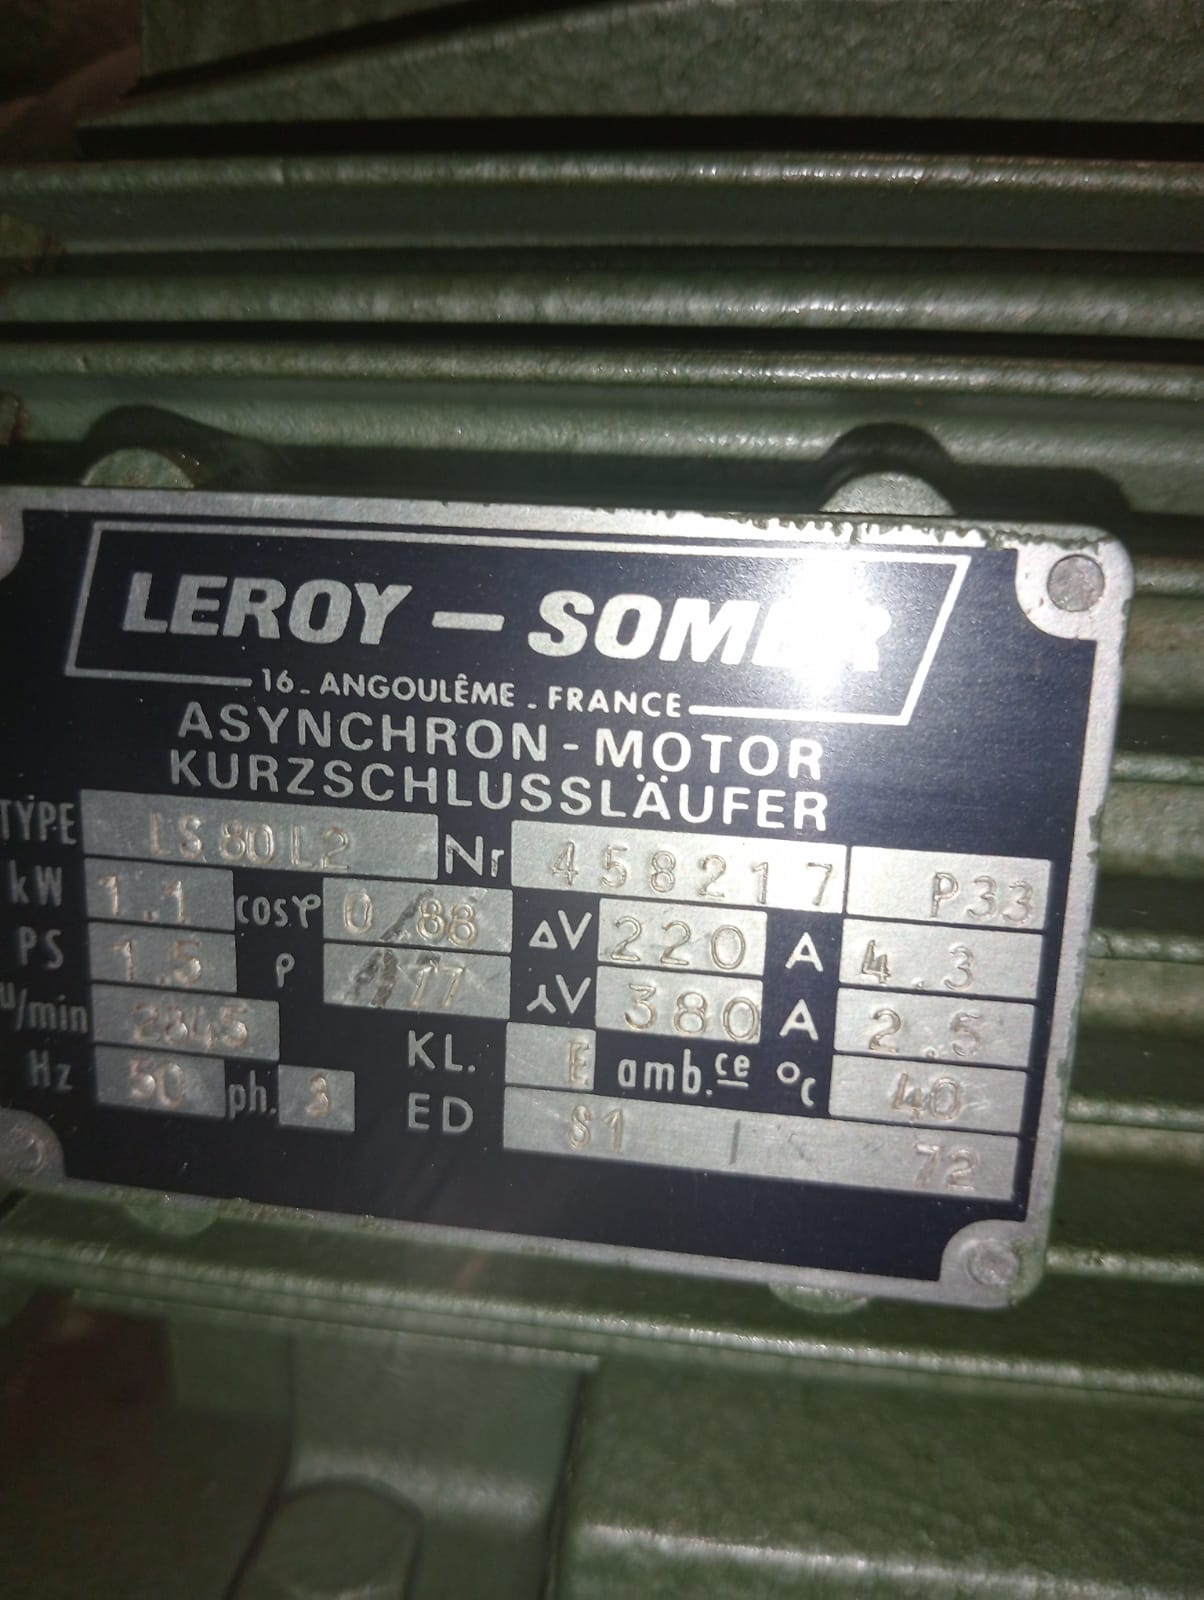 LEROY - SOMER
16 - ANGOULÊME - FRANCE
ASYNCHRON - MOTOR
KURZSCHLUSSLÄUFER
TYPE LS 80 L2 Nr 458217 P33
kW 1.1 cosφ 0/88 ΔV 220 A 4.3
PS 1.5 ρ /77 ⅄V 380 A 2.5
u/min 2845 KL. E amb.ce °C 40
Hz 50 ph. 3 ED S1 72